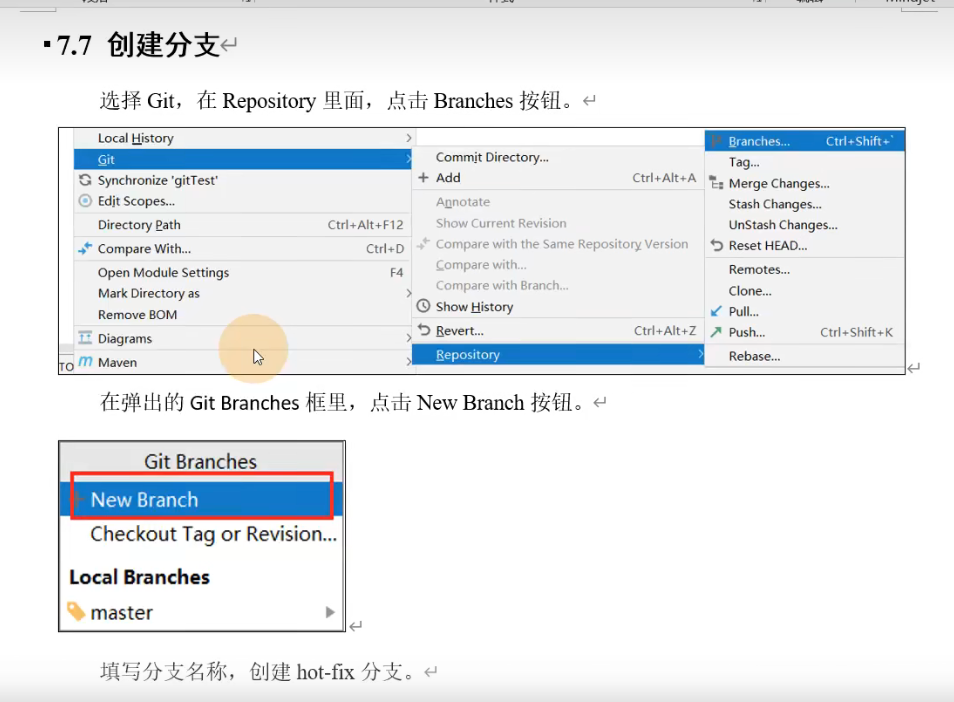 7.7 创建分支
选择 Git，在 Repository 里面，点击 Branches 按钮。
Local History
Git
Synchronize 'gitTest'
Edit Scopes...
Directory Path Ctrl+Alt+F12
Compare With... Ctrl+D
Open Module Settings F4
Mark Directory as
Remove BOM
Diagrams
TO
Maven
Commit Directory...
Add Ctrl+Alt+A
Annotate
Show Current Revision
Compare with the Same Repository Version
Compare with...
Compare with Branch...
Show History
Revert... Ctrl+Alt+Z
Repository
Branches... Ctrl+Shift+`
Tag...
Merge Changes...
Stash Changes...
UnStash Changes...
Reset HEAD...
Remotes...
Clone...
Pull...
Push... Ctrl+Shift+K
Rebase...
在弹出的 Git Branches 框里，点击 New Branch 按钮。
Git Branches
New Branch
Checkout Tag or Revision...
Local Branches
master
填写分支名称，创建 hot-fix 分支。